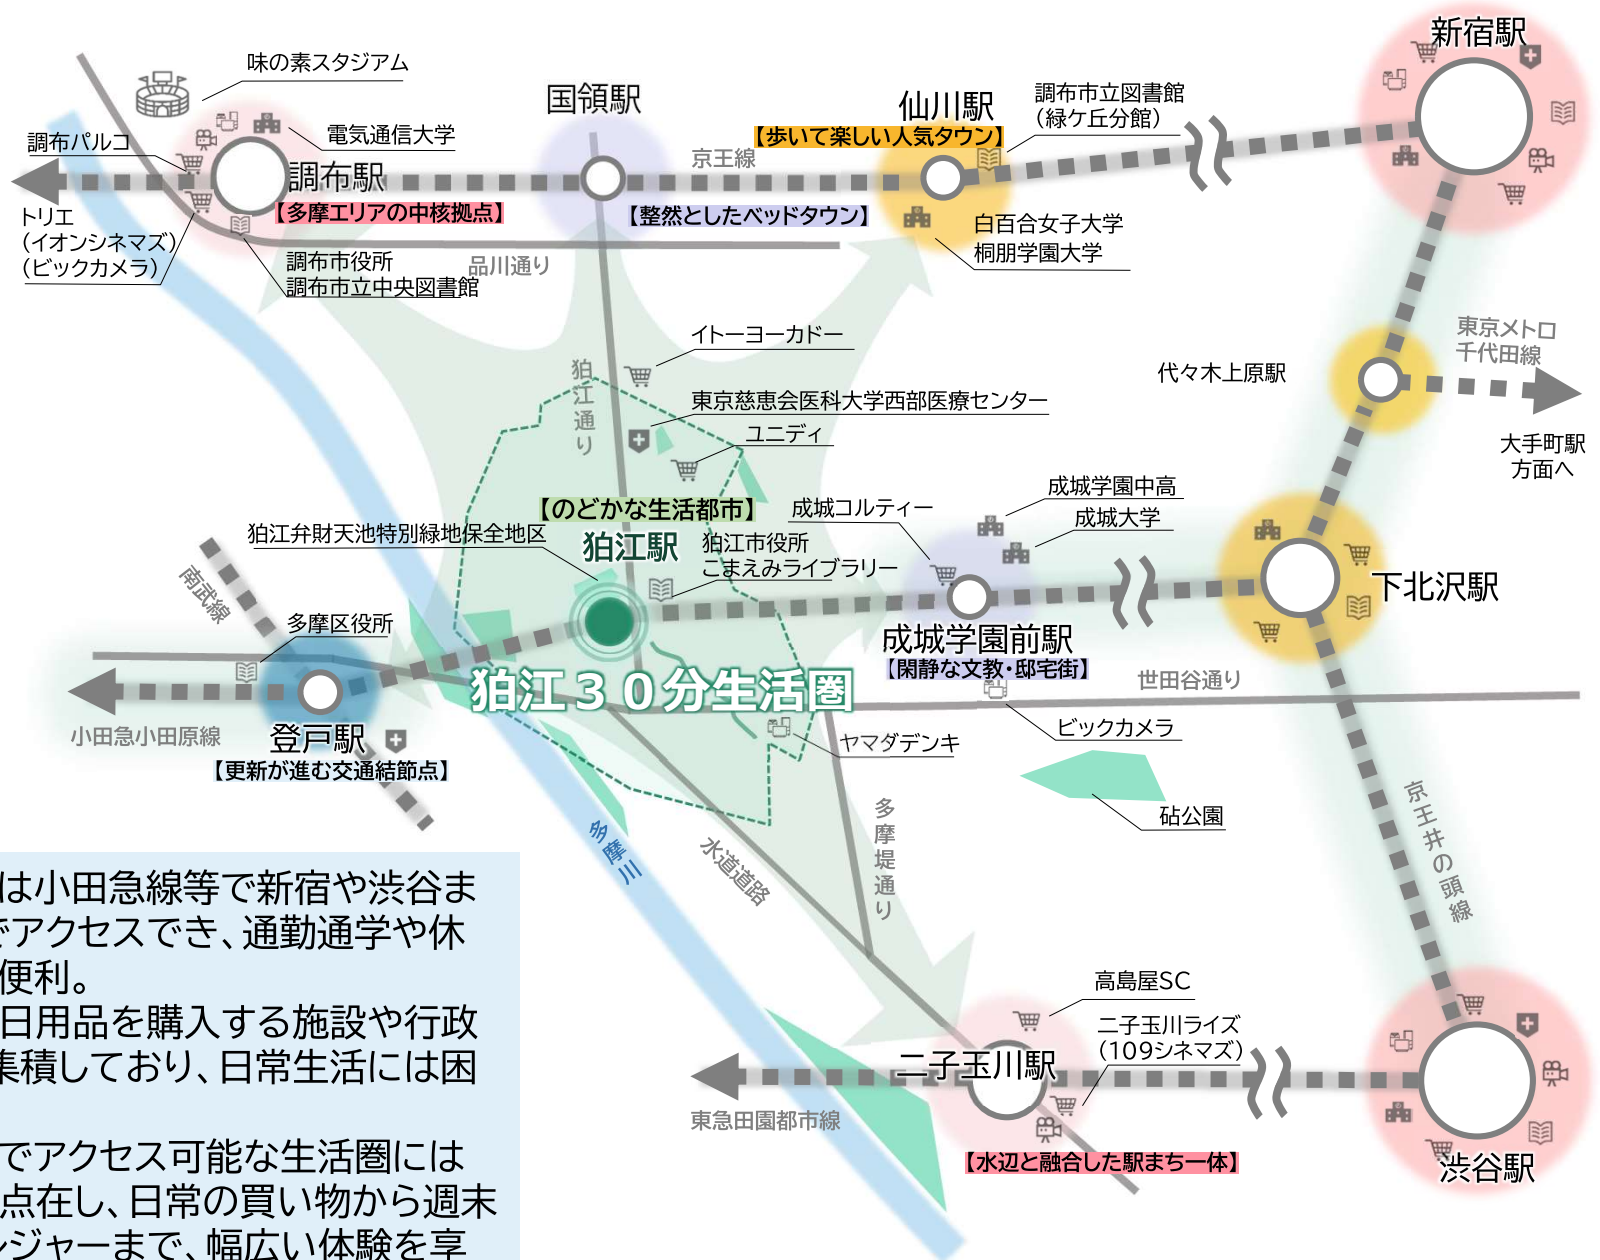 新宿駅
味の素スタジアム
国領駅
仙川駅
【歩いて楽しい人気タウン】
調布市立図書館
（緑ケ丘分館）
調布パルコ
電気通信大学
調布駅
【多摩エリアの中核拠点】
京王線
【整然としたベッドタウン】
トリエ
（イオンシネマズ）
（ビックカメラ）
調布市役所
調布市立中央図書館
品川通り
白百合女子大学
桐朋学園大学
イトーヨーカドー
狛江通り
東京慈恵会医科大学西部医療センター
ユニディ
代々木上原駅
東京メトロ
千代田線
大手町駅
方面へ
【のどかな生活都市】
狛江駅
狛江弁財天池特別緑地保全地区
狛江市役所
こまえみライブラリー
成城コルティー
成城学園中高
成城大学
成城学園前駅
【閑静な文教・邸宅街】
下北沢駅
南武線
多摩区役所
狛江３０分生活圏
世田谷通り
小田急小田原線
登戸駅
【更新が進む交通結節点】
ヤマダデンキ
ビックカメラ
砧公園
多摩川
水道道路
多摩堤通り
京王井の頭線
高島屋SC
二子玉川ライズ
（109シネマズ）
二子玉川駅
東急田園都市線
【水辺と融合した駅まち一体】
渋谷駅
は小田急線等で新宿や渋谷ま
でアクセスでき、通勤通学や休
便利。
日用品を購入する施設や行政
集積しており、日常生活には困
でアクセス可能な生活圏には
点在し、日常の買い物から週末
ンジャーまで、幅広い体験を享